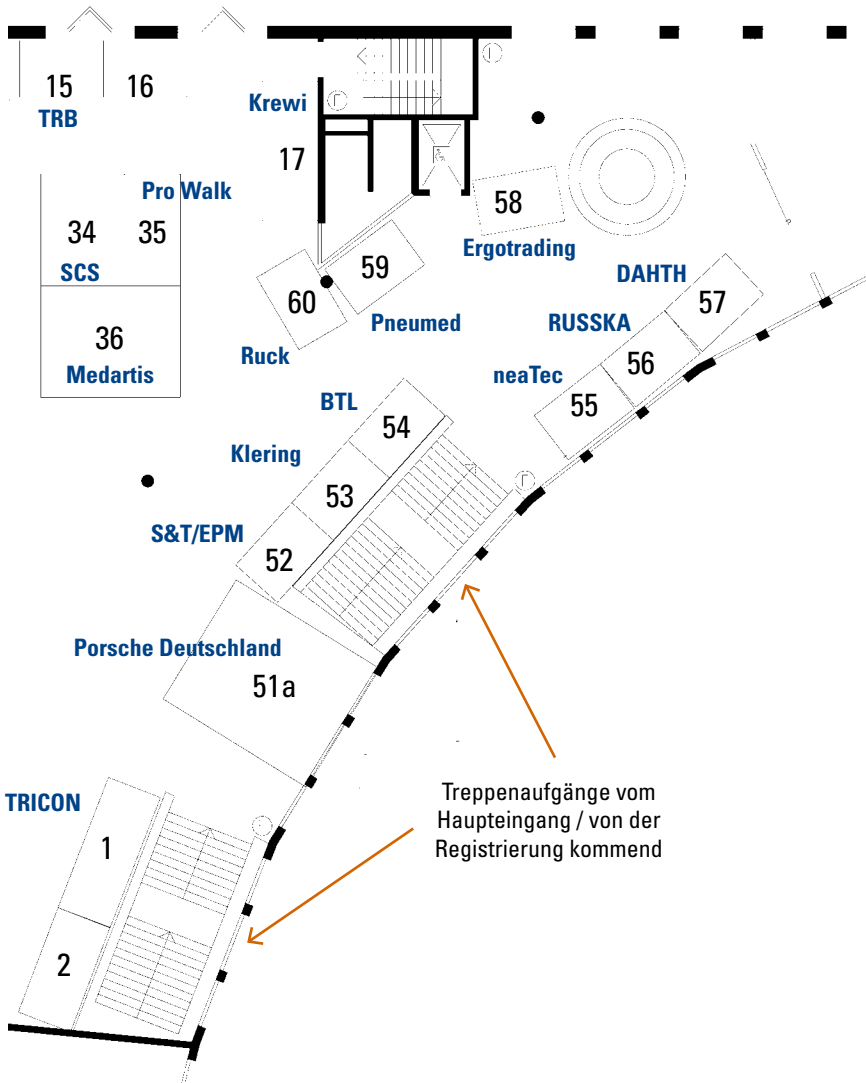 15 16
TRB
Krewi
17
Pro Walk
34 35
SCS
36
Medartis
58
Ergotrading
59
Pneumed
60
Ruck
DAHTH
57
RUSSKA
56
neaTec
55
BTL
54
Klering
53
S&T/EPM
52
Porsche Deutschland
51a
TRICON
1
2
Treppenaufgänge vom
Haupteingang / von der
Registrierung kommend